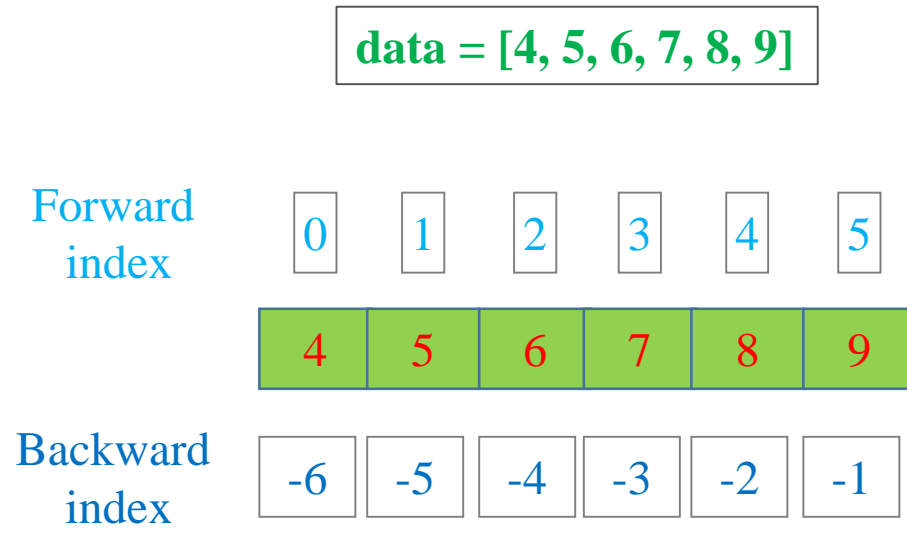 data = [4, 5, 6, 7, 8, 9]
Forward
index
0 1 2 3 4 5
4 5 6 7 8 9
Backward
index
-6 -5 -4 -3 -2 -1